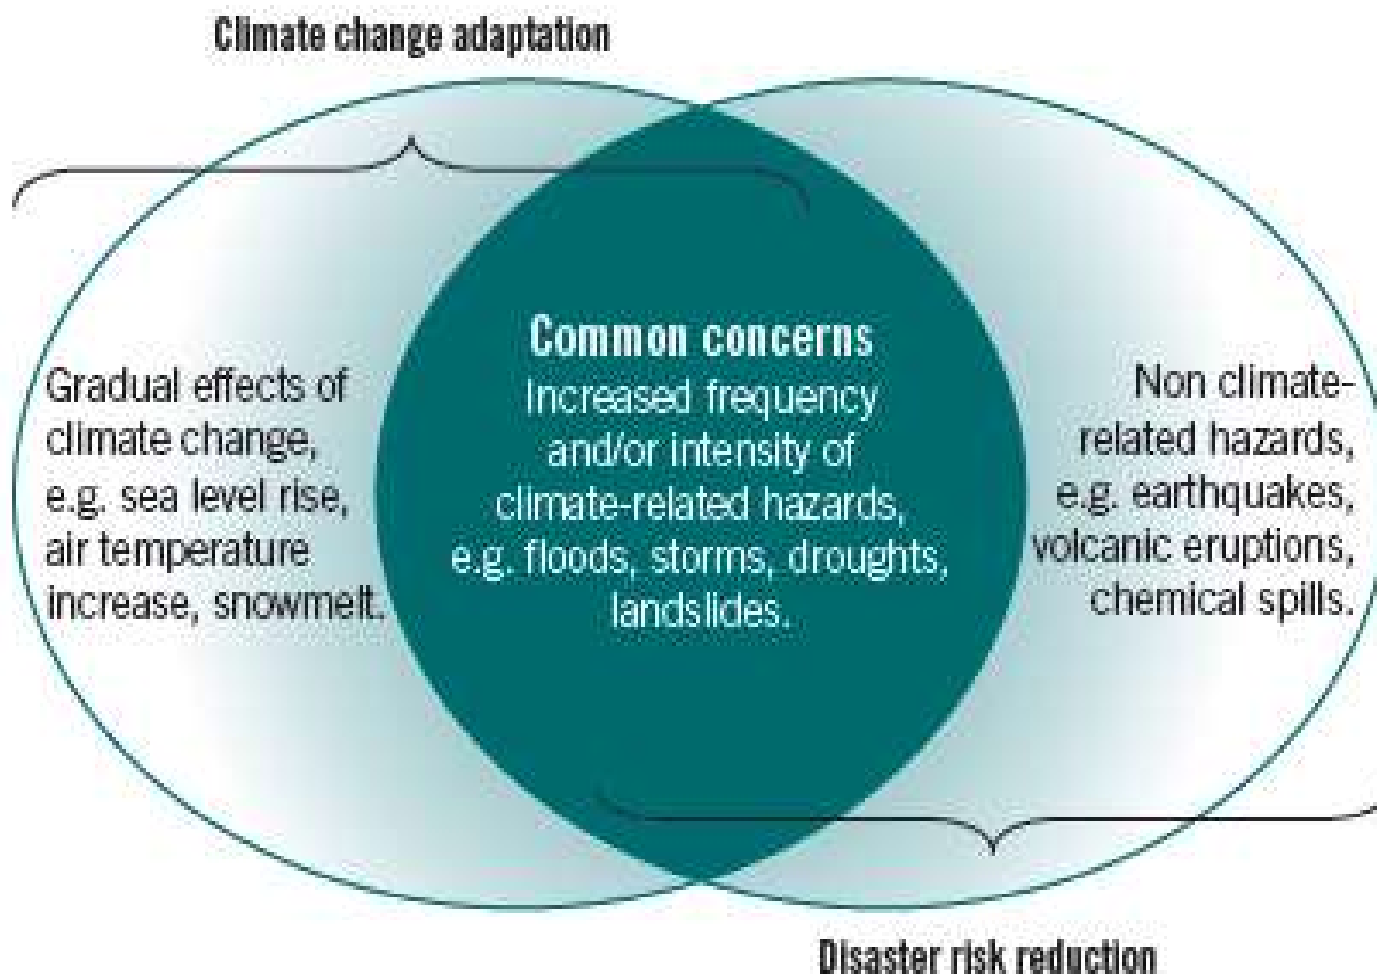 Climate change adaptation
Gradual effects of
climate change,
e.g. sea level rise,
air temperature
increase, snowmelt.
Common concerns
Increased frequency
and/or intensity of
climate-related hazards,
e.g. floods, storms, droughts,
landslides.
Non climate-
related hazards,
e.g. earthquakes,
volcanic eruptions,
chemical spills.
Disaster risk reduction